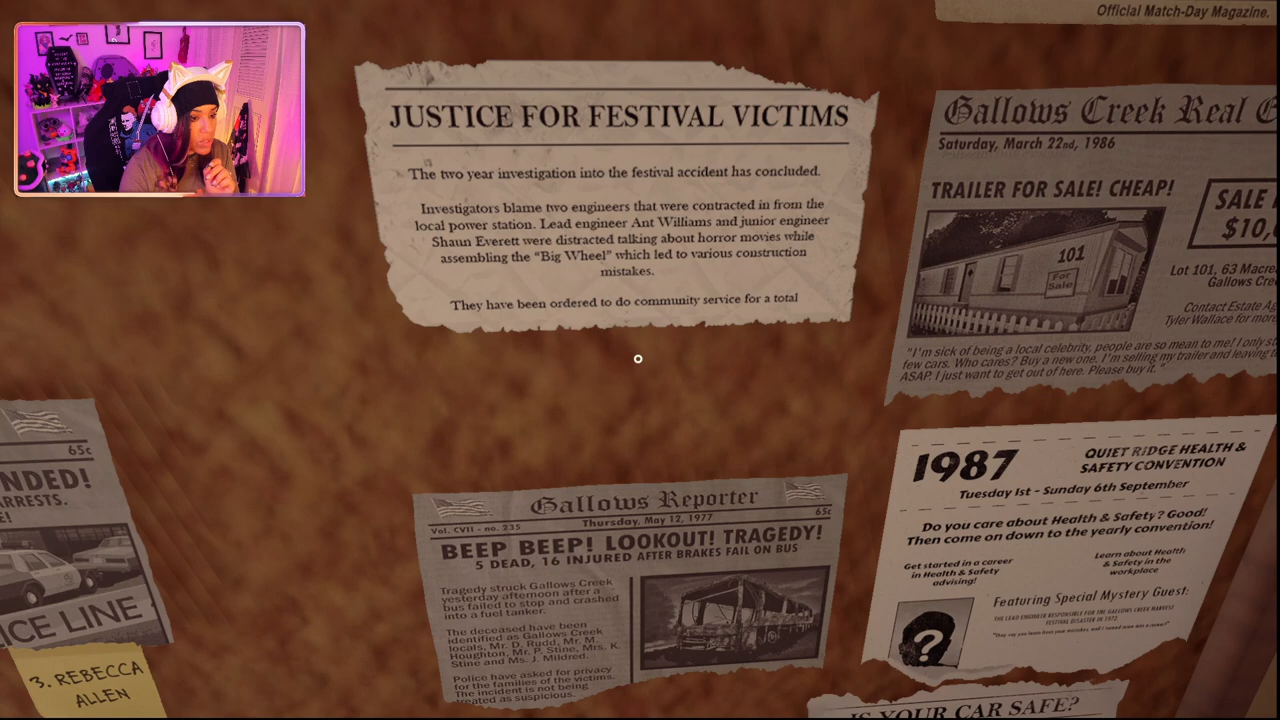 Official Match-Day Magazine.
JUSTICE FOR FESTIVAL VICTIMS
The two year investigation into the festival accident has concluded.
Investigators blame two engineers that were contracted in from the
local power station. Lead engineer Ant Williams and junior engineer
Shaun Everett were distracted talking about horror movies while
assembling the "Big Wheel" which led to various construction
mistakes.
They have been ordered to do community service for a total
Gallows Creek Real
Saturday, March 22nd, 1986
TRAILER FOR SALE! CHEAP!
101
For
Sale
SALE
$10,
Lot 101, 63
Gallows
Contact Estate
Tyler Wallace for
"I'm sick of being a local celebrity, people are so mean to me! I only
few cars. Who cares? Buy a new one. I'm selling my trailer and leaving
ASAP. I just want to get out of here. Please buy it."
65c
NDED!
ARRESTS.
E!
ICE LINE
3. REBECCA
ALLEN
Gallows Reporter
Vol. CVII - no. 235
Thursday, May 12, 1977
65c
BEEP BEEP! LOOKOUT! TRAGEDY!
5 DEAD, 16 INJURED AFTER BRAKES FAIL ON BUS
Tragedy struck Gallows Creek
yesterday afternoon after a
bus failed to stop and crashed
into a fuel tanker.
The deceased have been
identified as Gallows Creek
locals, Mr. D. Rudd, Mr. M.
Houghton, Mr. P. Stine, Mrs. K.
Stine and Ms. J. Mildred.
Police have asked for privacy
for the families of the victims.
The incident is not being
treated as suspicious.
1987
QUIET RIDGE HEALTH &
SAFETY CONVENTION
Tuesday 1st - Sunday 6th September
Do you care about Health & Safety? Good!
Then come on down to the yearly convention!
Get started in a career
in Health & Safety
advising!
Learn about Health
& Safety in the
workplace
Featuring Special Mystery Guest:
THE LEAD ENGINEER RESPONSIBLE FOR THE GALLOWS CREEK HARVEST
FESTIVAL DISASTER IN 1972.
?
IS YOUR CAR SAFE?